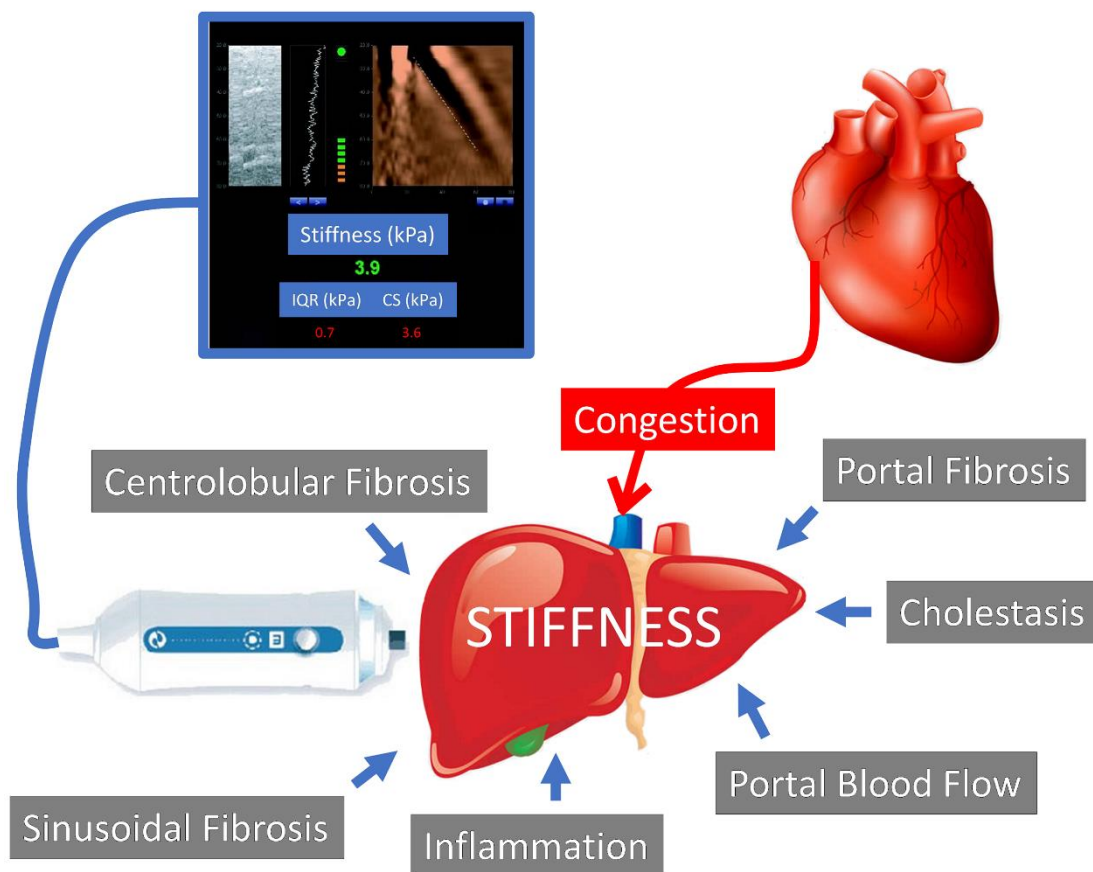 Stiffness (kPa)
3.9
IQR (kPa) CS (kPa)
0.7 3.6
Congestion
Centrolobular Fibrosis
Portal Fibrosis
STIFFNESS
Cholestasis
Portal Blood Flow
Sinusoidal Fibrosis
Inflammation